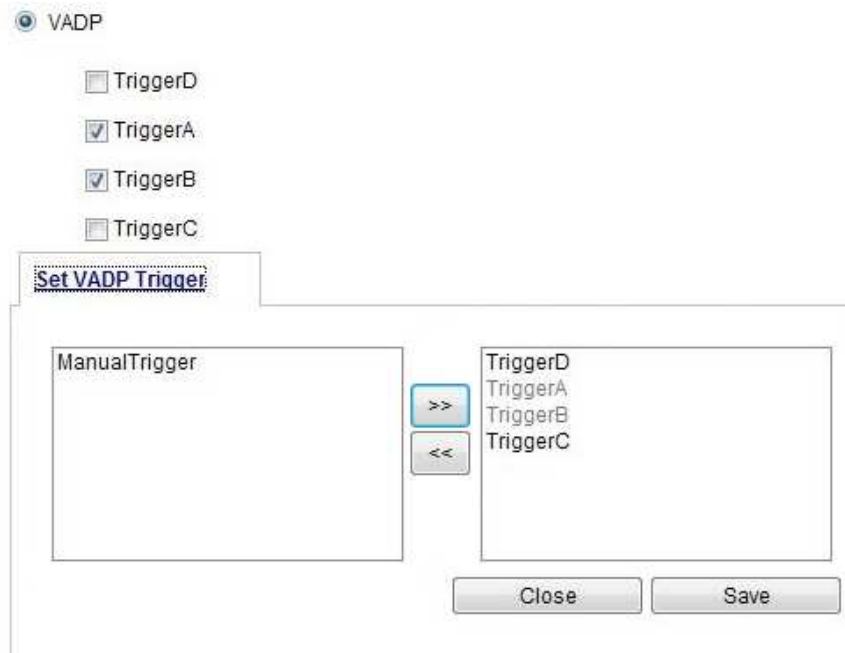 VADP
TriggerD
TriggerA
TriggerB
TriggerC
Set VADP Trigger
ManualTrigger
>>
<<
TriggerD
TriggerA
TriggerB
TriggerC
Close
Save